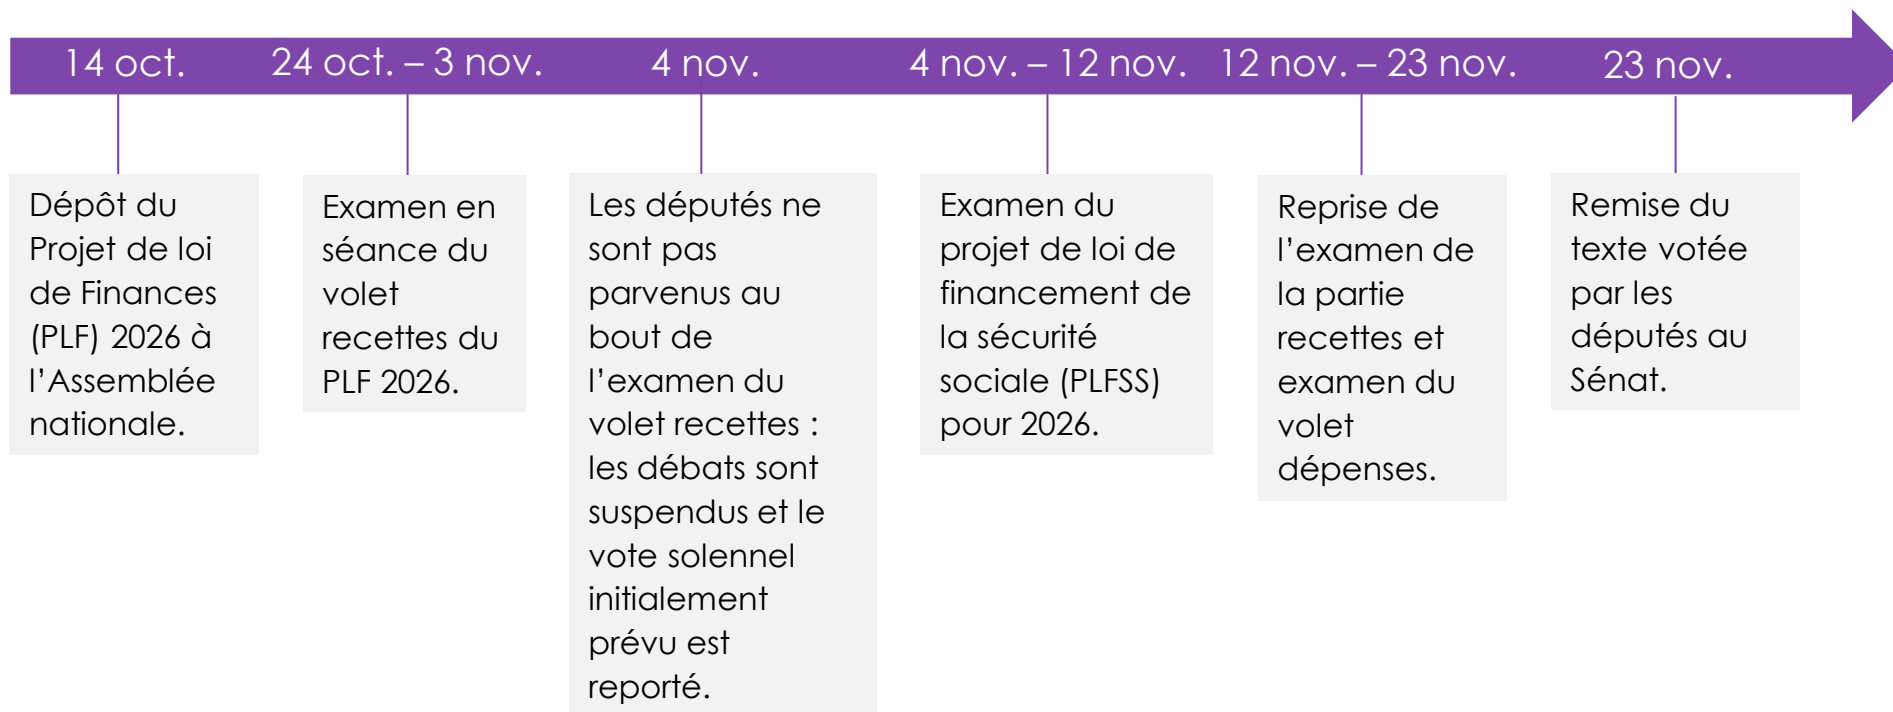 14 oct.
24 oct. – 3 nov.
4 nov.
4 nov. – 12 nov.
12 nov. – 23 nov.
23 nov.
Dépôt du
Projet de loi
de Finances
(PLF) 2026 à
l’Assemblée
nationale.
Examen en
séance du
volet
recettes du
PLF 2026.
Les députés ne
sont pas
parvenus au
bout de
l’examen du
volet recettes :
les débats sont
suspendus et le
vote solennel
initialement
prévu est
reporté.
Examen du
projet de loi de
financement de
la sécurité
sociale (PLFSS)
pour 2026.
Reprise de
l’examen de
la partie
recettes et
examen du
volet
dépenses.
Remise du
texte votée
par les
députés au
Sénat.